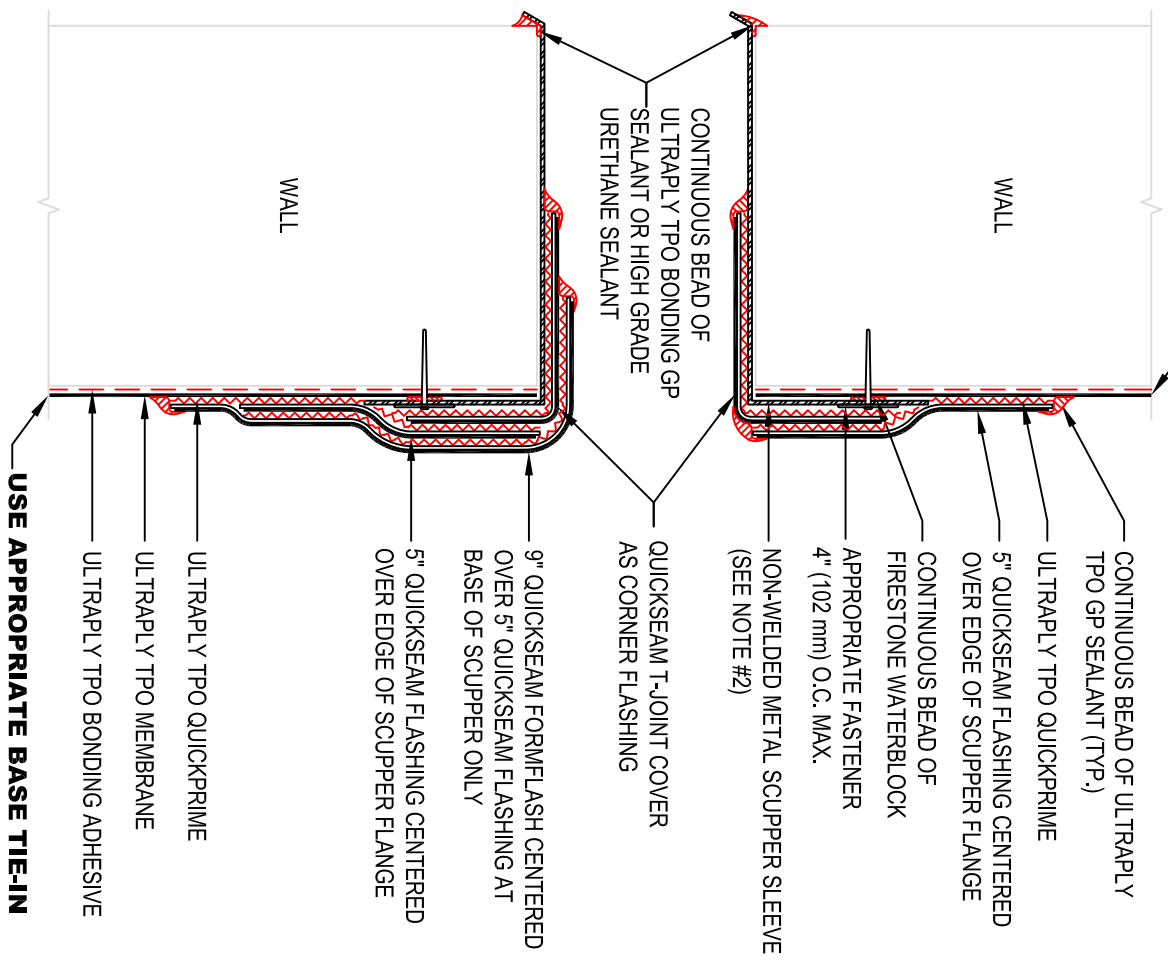 CONTINUOUS BEAD OF ULTRAPLY
TPO GP SEALANT (TYP.)
ULTRAPLY TPO QUICKPRIME
5" QUICKSEAM FLASHING CENTERED
OVER EDGE OF SCUPPER FLANGE
CONTINUOUS BEAD OF
FIRESTONE WATERBLOCK
APPROPRIATE FASTENER
4" (102 mm) O.C. MAX.
NON-WELDED METAL SCUPPER SLEEVE
(SEE NOTE #2)
WALL
CONTINUOUS BEAD OF
ULTRAPLY TPO BONDING GP
SEALANT OR HIGH GRADE
URETHANE SEALANT
QUICKSEAM T-JOINT COVER
AS CORNER FLASHING
WALL
9" QUICKSEAM FORMFLASH CENTERED
OVER 5" QUICKSEAM FLASHING AT
BASE OF SCUPPER ONLY
5" QUICKSEAM FLASHING CENTERED
OVER EDGE OF SCUPPER FLANGE
ULTRAPLY TPO QUICKPRIME
ULTRAPLY TPO MEMBRANE
ULTRAPLY TPO BONDING ADHESIVE
USE APPROPRIATE BASE TIE-IN